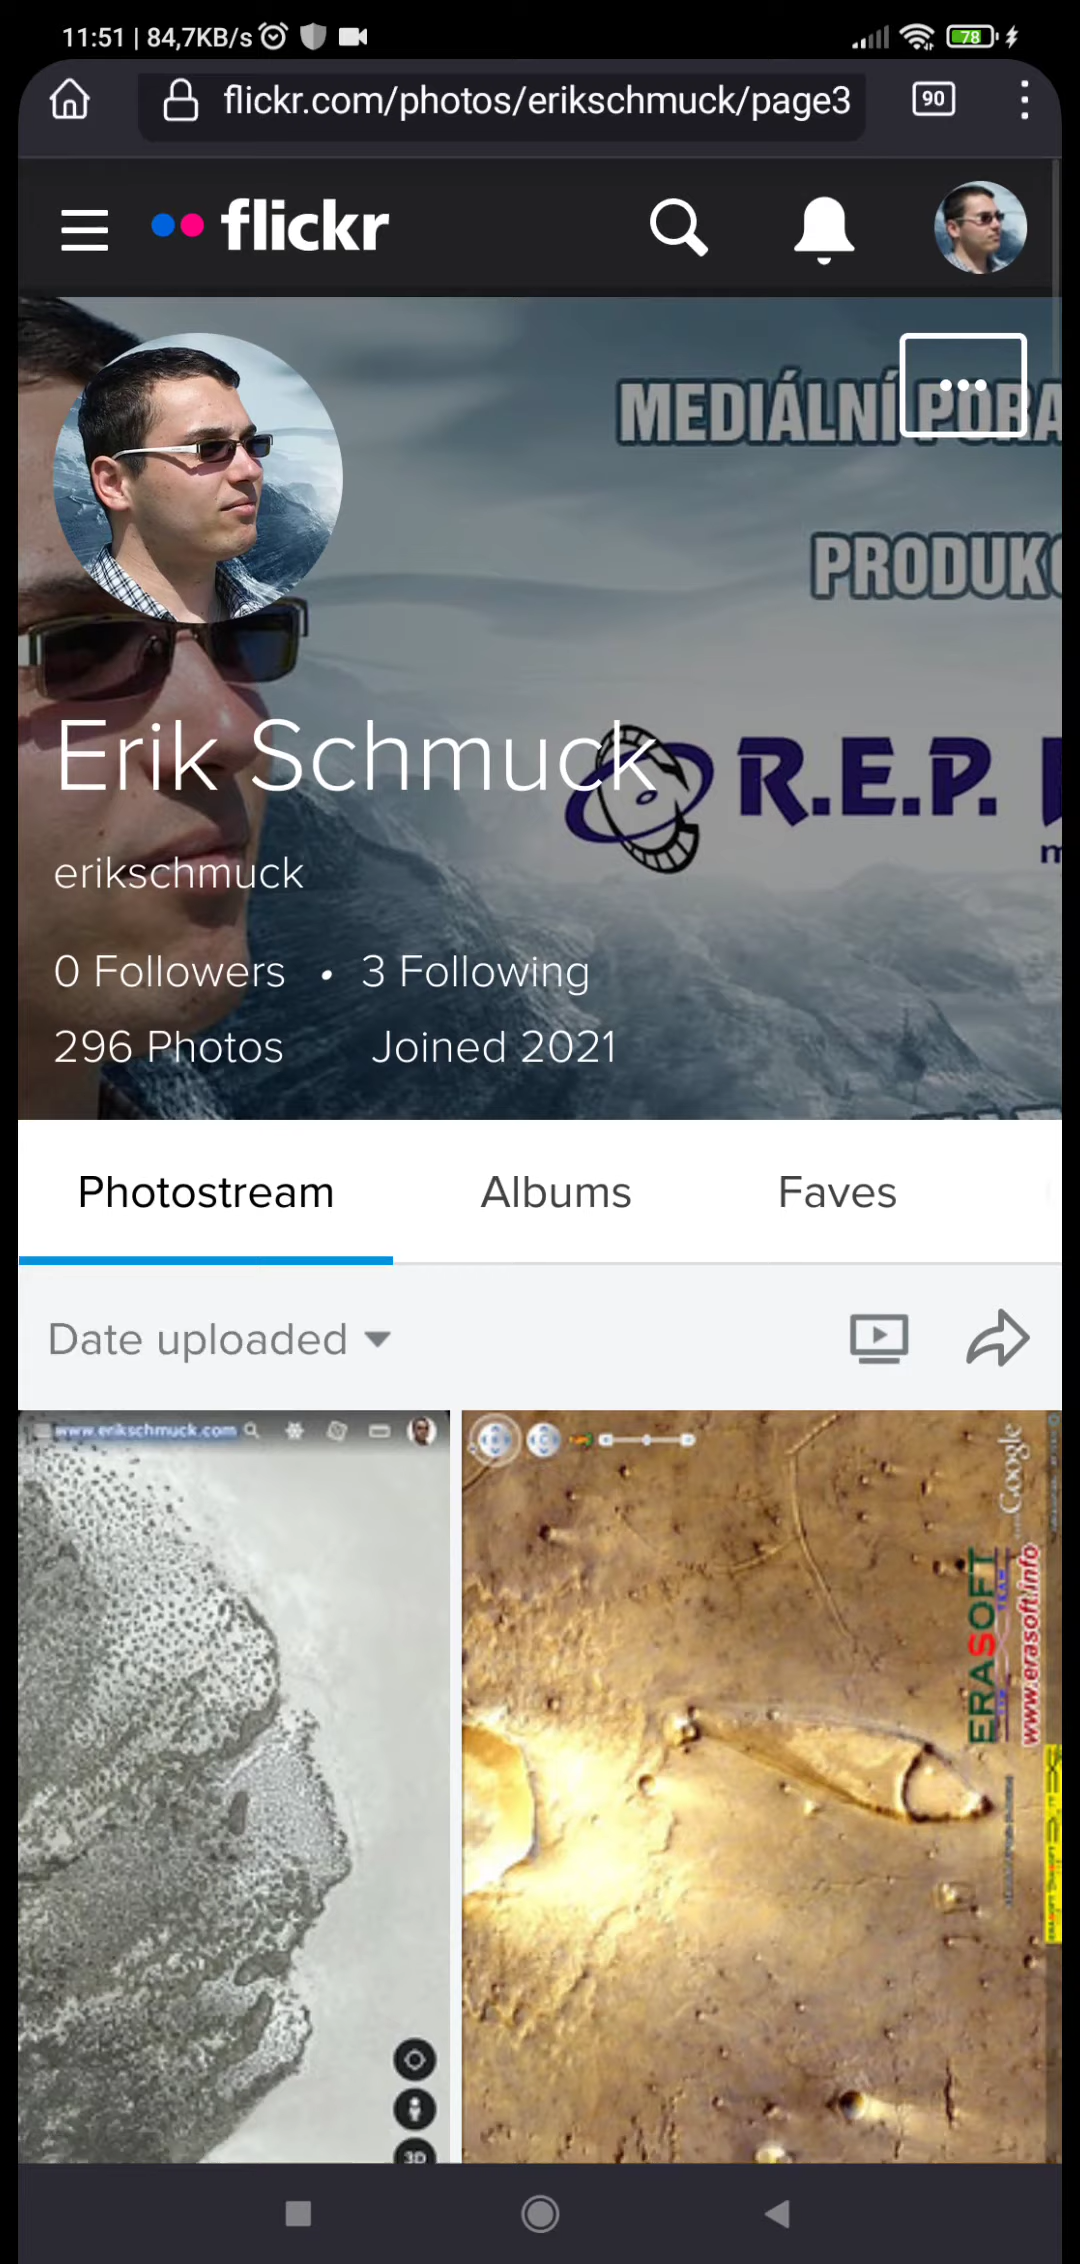 11:51 | 84,7KB/s
78
flickr.com/photos/erikschmuck/page3
90
flickr
MEDIÁLNÍ PORA
PRODUK
R.E.P.
Erik Schmuck
erikschmuck
0 Followers • 3 Following
296 Photos Joined 2021
Photostream Albums Faves
Date uploaded
www.erikschmuck.com
Google
ERASOFT
www.erasoft.info
3D